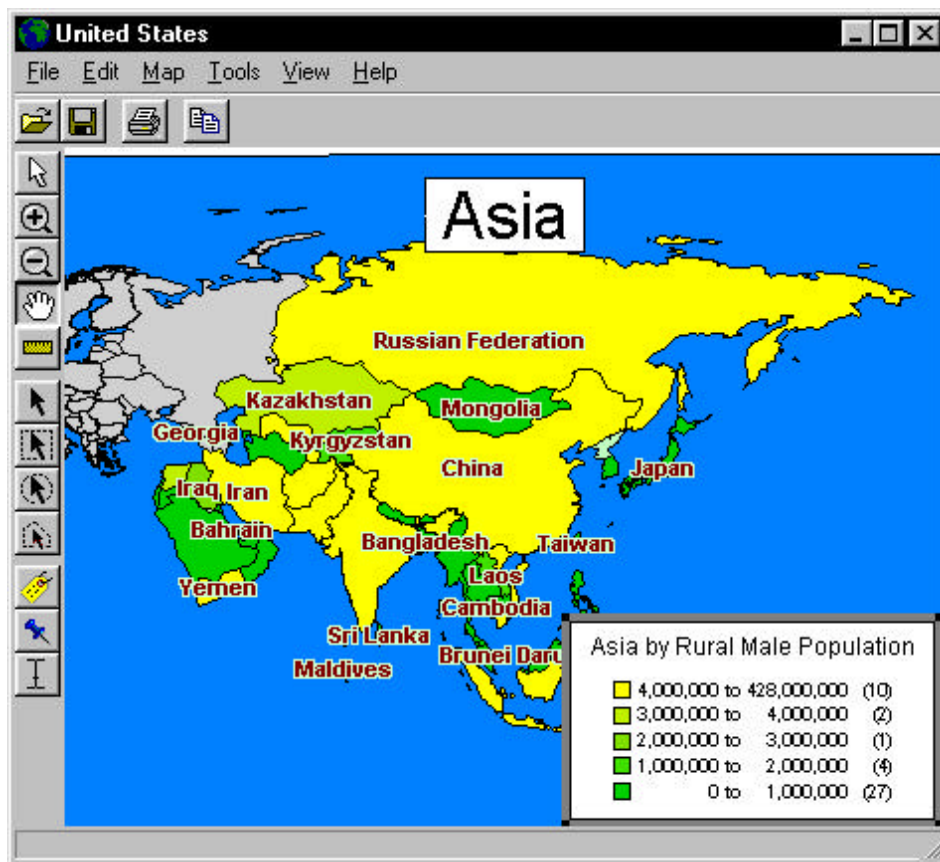 United States
File Edit Map Tools View Help
Asia
Russian Federation
Kazakhstan
Mongolia
Georgia
Kyrgyzstan
China
Japan
Iraq
Iran
Bahrain
Bangladesh
Taiwan
Yemen
Laos
Cambodia
Sri Lanka
Brunei Daru
Maldives
Asia by Rural Male Population
4,000,000 to 428,000,000 (10)
3,000,000 to 4,000,000 (2)
2,000,000 to 3,000,000 (1)
1,000,000 to 2,000,000 (4)
0 to 1,000,000 (27)